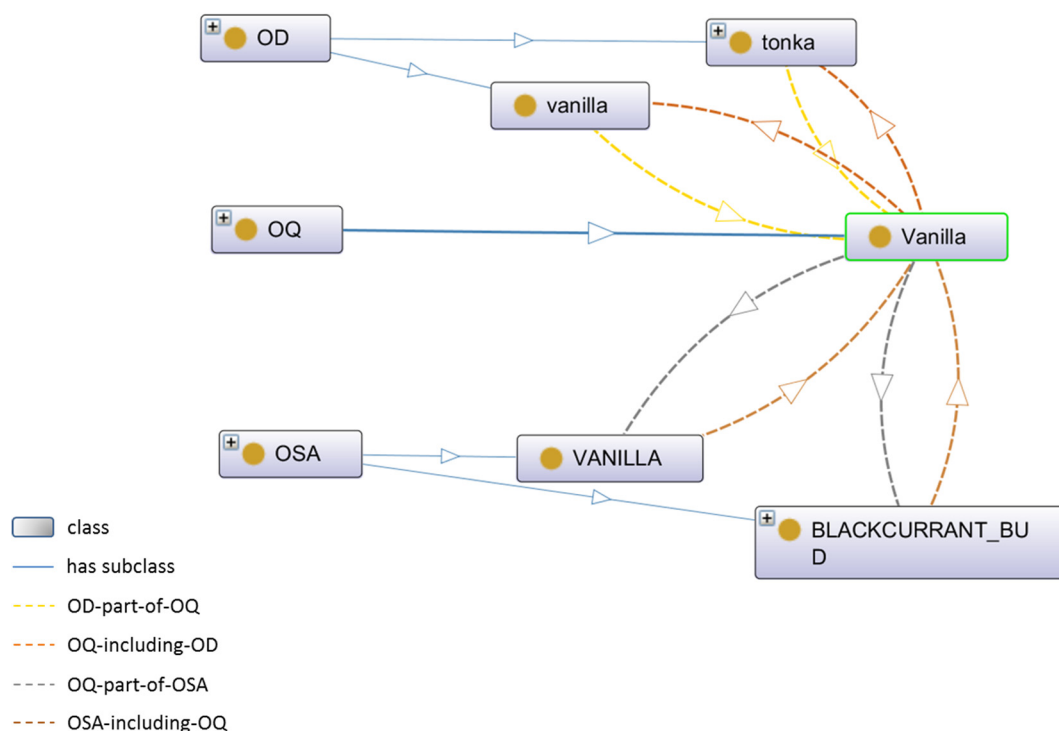 OD
tonka
vanilla
OQ
Vanilla
OSA
VANILLA
BLACKCURRANT_BU
D
class
has subclass
OD-part-of-OQ
OQ-including-OD
OQ-part-of-OSA
OSA-including-OQ